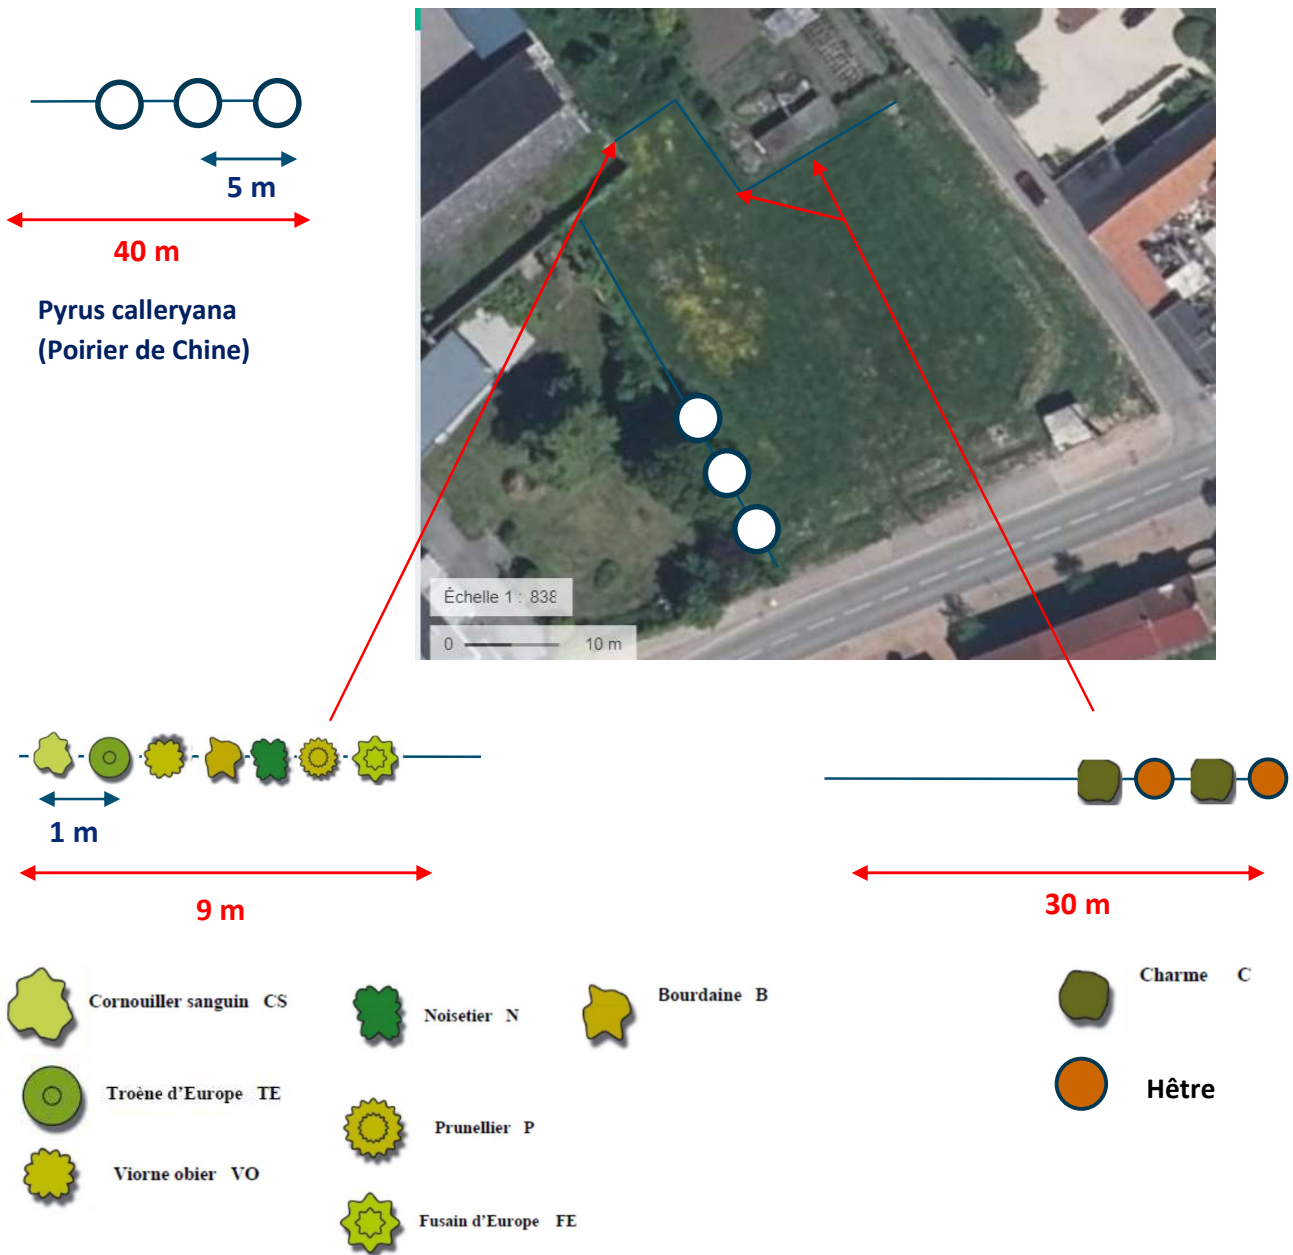 5 m
40 m
Pyrus calleryana
(Poirier de Chine)
Échelle 1 : 838
0 10 m
1 m
9 m
30 m
Cornouiller sanguin CS
Noisetier N
Bourdaine B
Charme C
Troène d'Europe TE
Prunellier P
Hêtre
Viorne obier VO
Fusain d'Europe FE